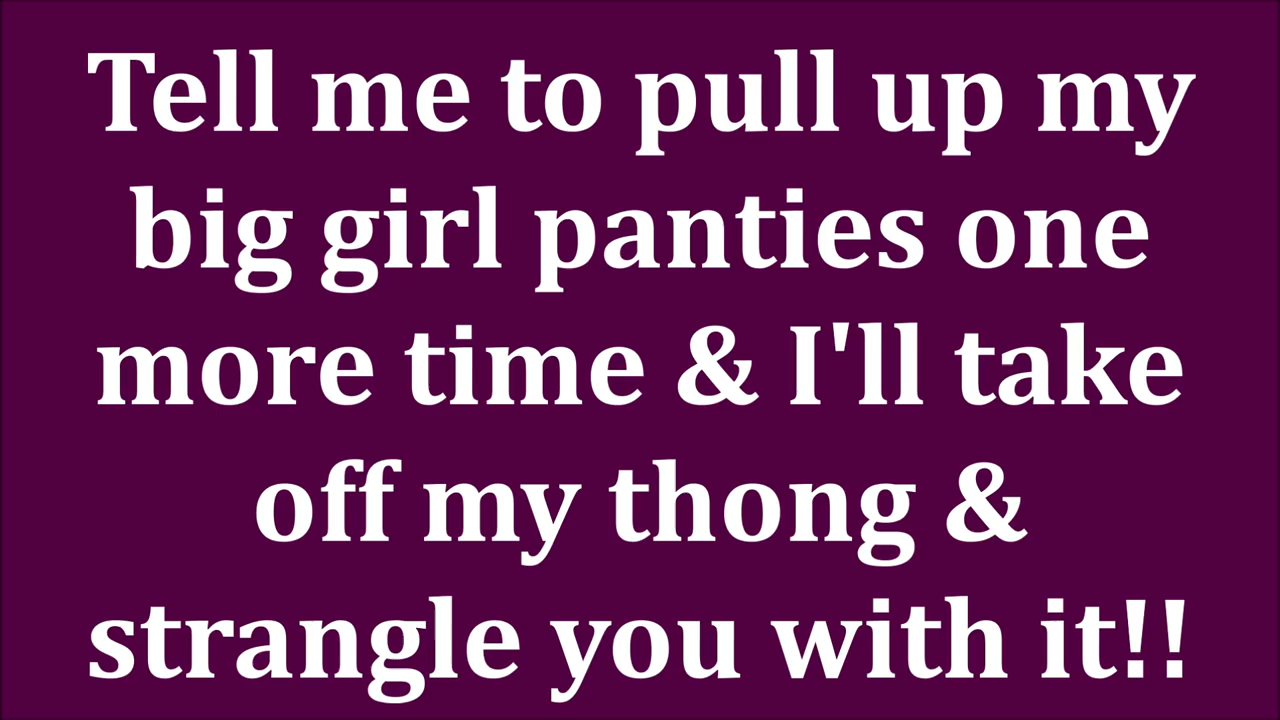 Tell me to pull up my
big girl panties one
more time & I'll take
off my thong &
strangle you with it!!